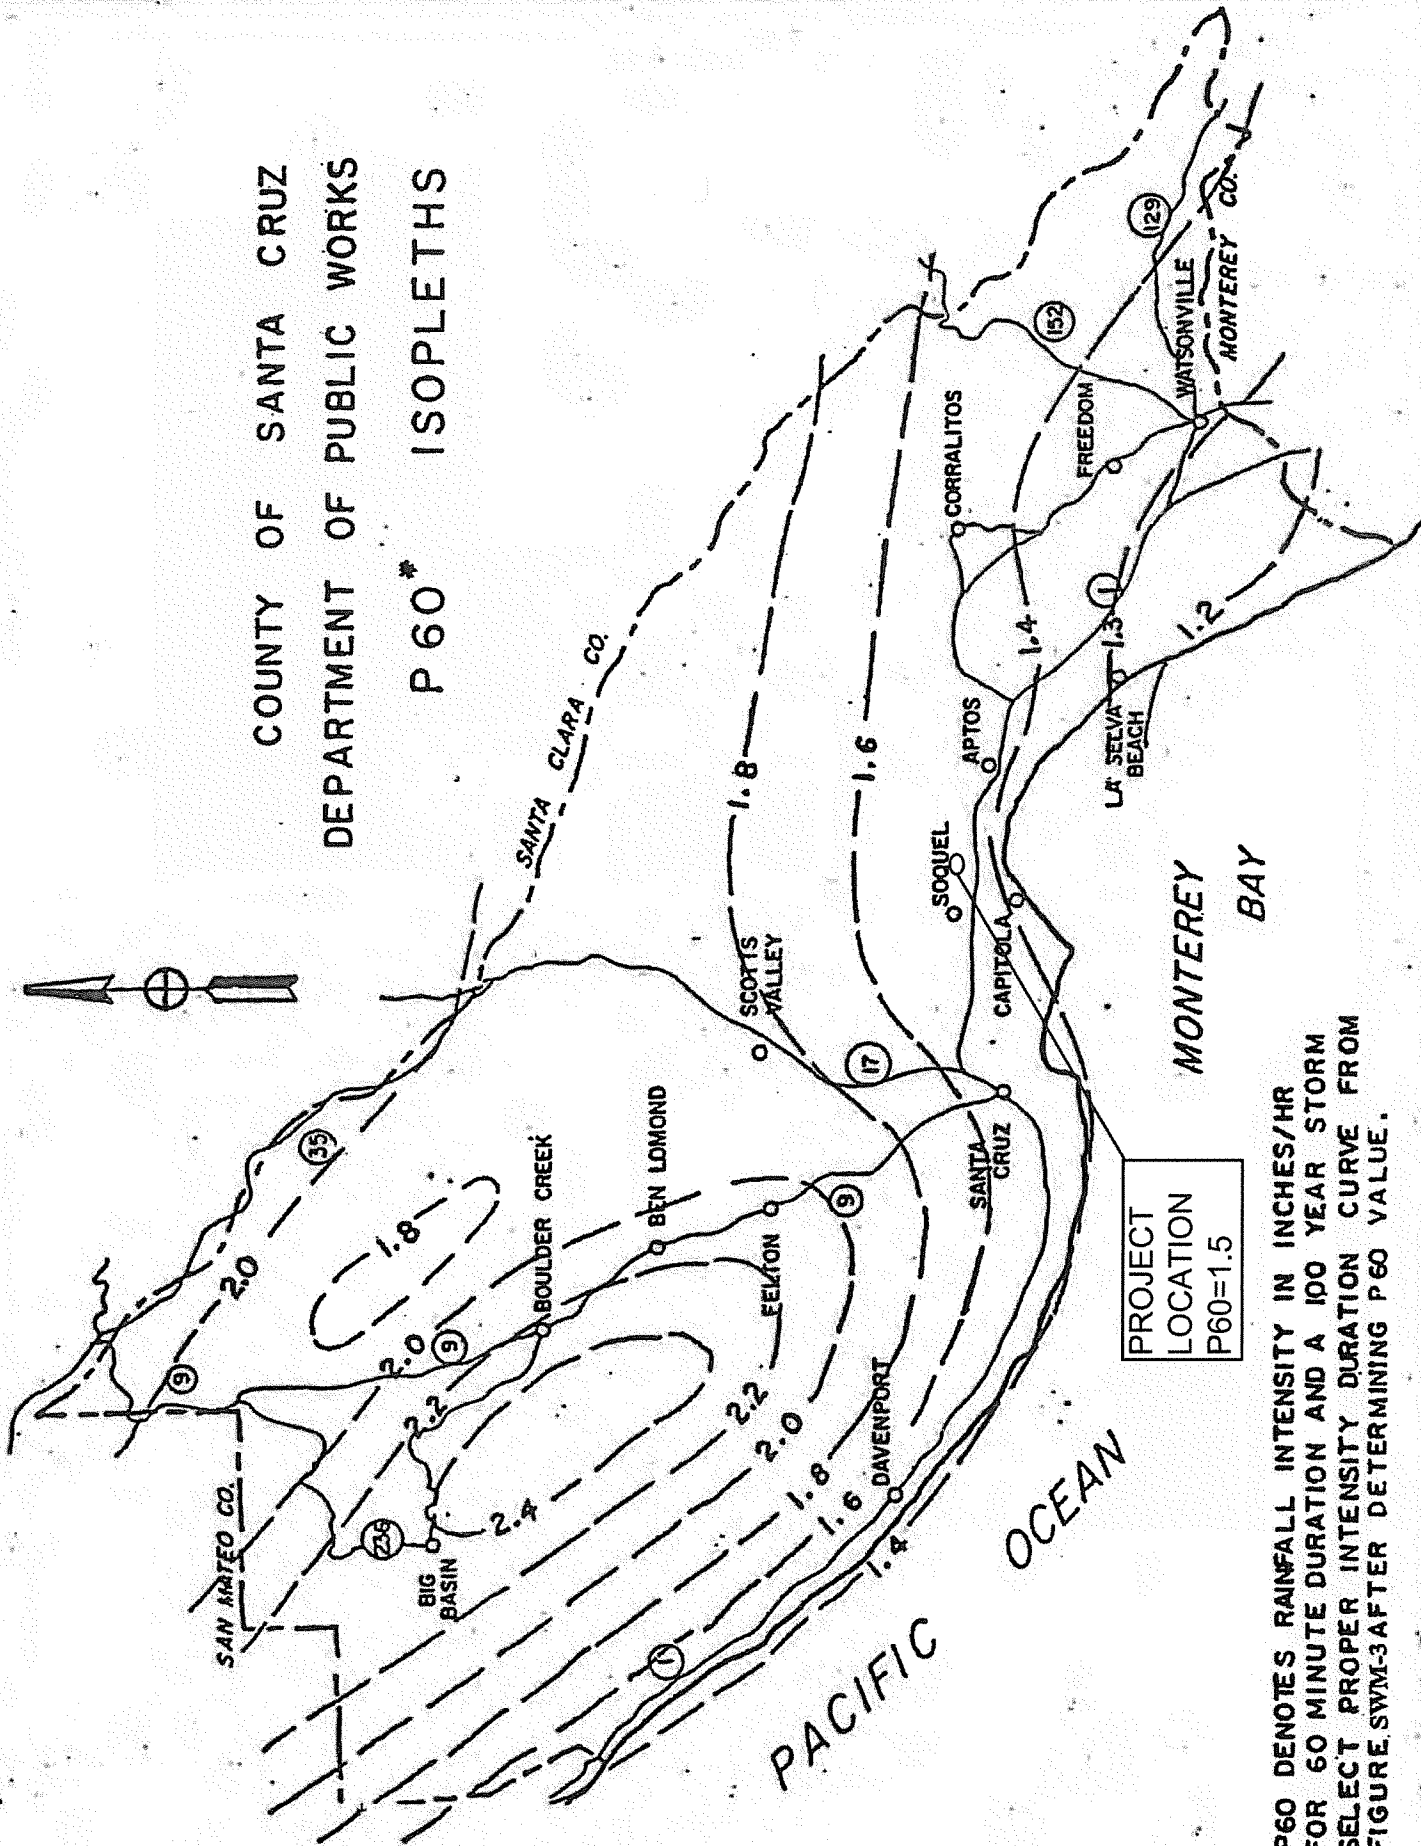 COUNTY OF SANTA CRUZ
DEPARTMENT OF PUBLIC WORKS
P60* ISOPLETHS
SANTA CLARA CO.
SAN MATEO CO.
MONTEREY CO.
35
9
9
236
9
17
1
152
129
1
2.0
1.8
2.0
2.2
2.4
2.2
2.0
1.8
1.6
1.4
1.8
1.6
1.4
1.3
1.2
BIG
BASIN
BOULDER CREEK
BEN LOMOND
FELTON
SCOTTS
VALLEY
DAVENPORT
SANTA
CRUZ
SOQUEL
CAPITOLA
APTOS
CORRALITOS
FREEDOM
WATSONVILLE
LA SELVA
BEACH
PACIFIC OCEAN
MONTEREY
BAY
PROJECT
LOCATION
P60=1.5
P60 DENOTES RAINFALL INTENSITY IN INCHES/HR
FOR 60 MINUTE DURATION AND A 100 YEAR STORM
SELECT PROPER INTENSITY DURATION CURVE FROM
FIGURE.SWM-3 AFTER DETERMINING P60 VALUE.